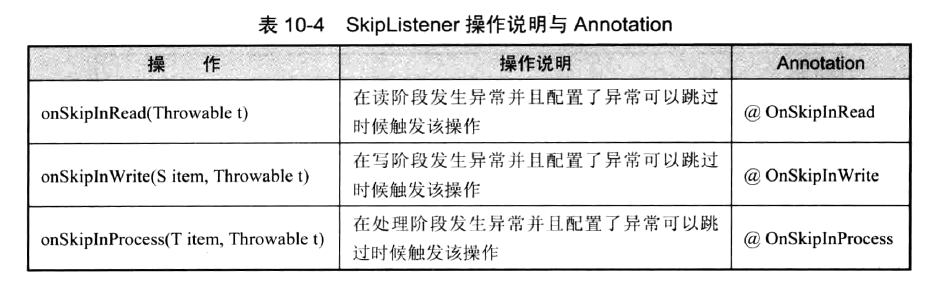 表 10-4 SkipListener 操作说明与 Annotation
操 作 操作说明 Annotation
onSkipInRead(Throwable t) 在读阶段发生异常并且配置了异常可以跳过 @ OnSkipInRead
时候触发该操作
onSkipInWrite(S item, Throwable t) 在写阶段发生异常并且配置了异常可以跳过 @ OnSkipInWrite
时候触发该操作
onSkipInProcess(T item, Throwable t) 在处理阶段发生异常并且配置了异常可以跳 @ OnSkipInProcess
过时候触发该操作